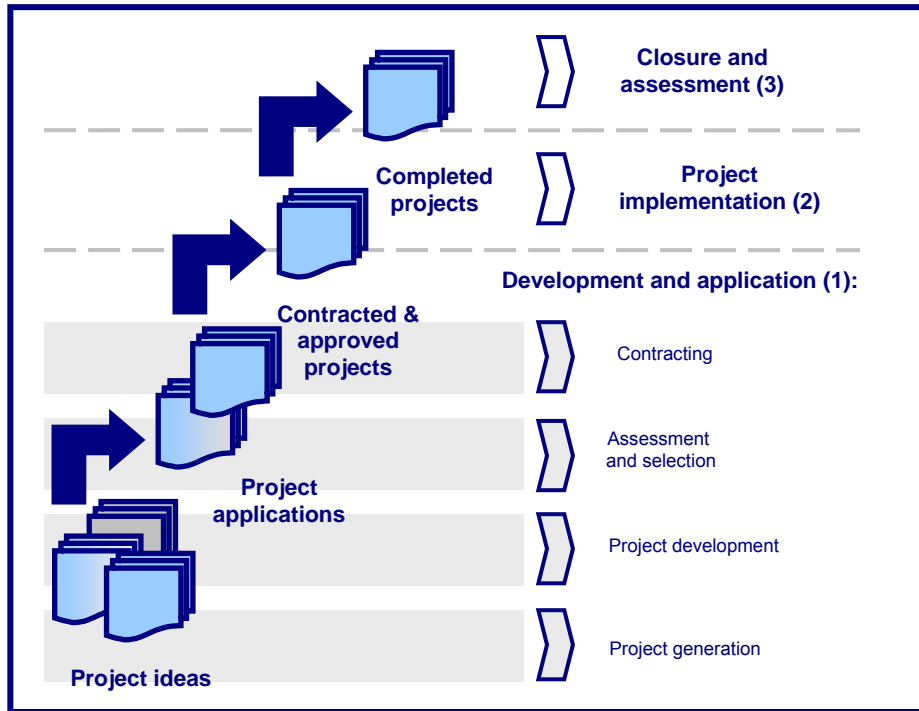 Closure and
assessment (3)
Completed
projects
Project
implementation (2)
Development and application (1):
Contracted &
approved
projects
Contracting
Assessment
and selection
Project
applications
Project development
Project generation
Project ideas